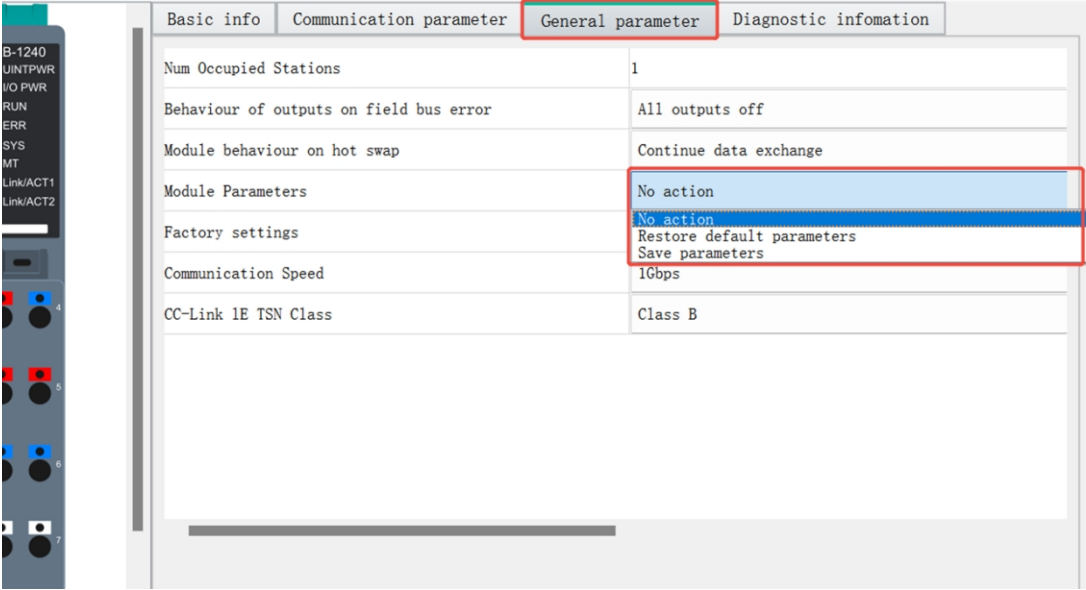 B-1240
UINTPWR
I/O PWR
RUN
ERR
SYS
MT
Link/ACT1
Link/ACT2
4
5
6
7
Basic info Communication parameter General parameter Diagnostic infomation
Num Occupied Stations 1
Behaviour of outputs on field bus error All outputs off
Module behaviour on hot swap Continue data exchange
Module Parameters No action
No action
Factory settings Restore default parameters
Save parameters
Communication Speed 1Gbps
CC-Link lE TSN Class Class B